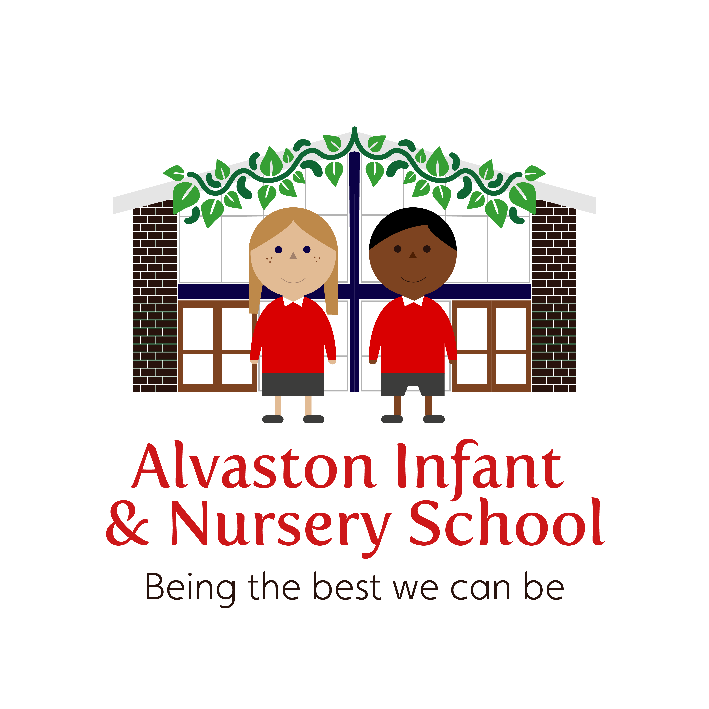 Alvaston Infant
& Nursery School
Being the best we can be